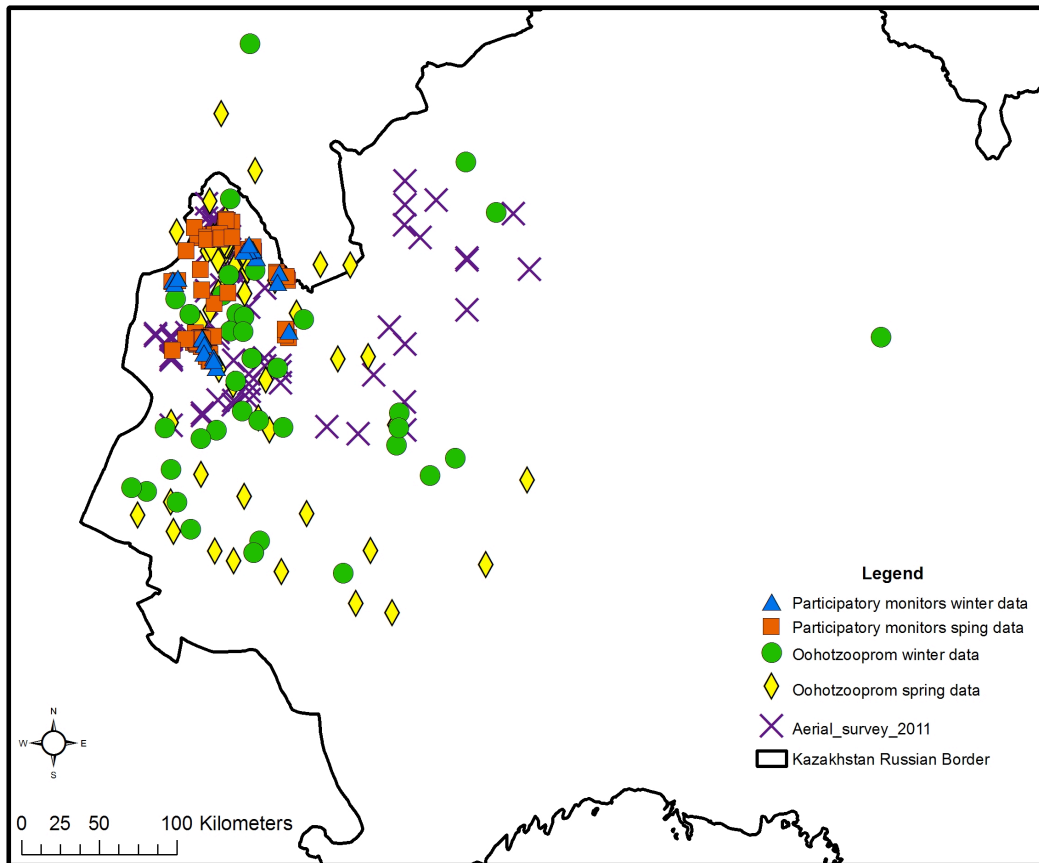 Legend
Participatory monitors winter data
Participatory monitors sping data
Oohotzooprom winter data
Oohotzooprom spring data
Aerial_survey_2011
Kazakhstan Russian Border
N
W E
S
0 25 50 100 Kilometers